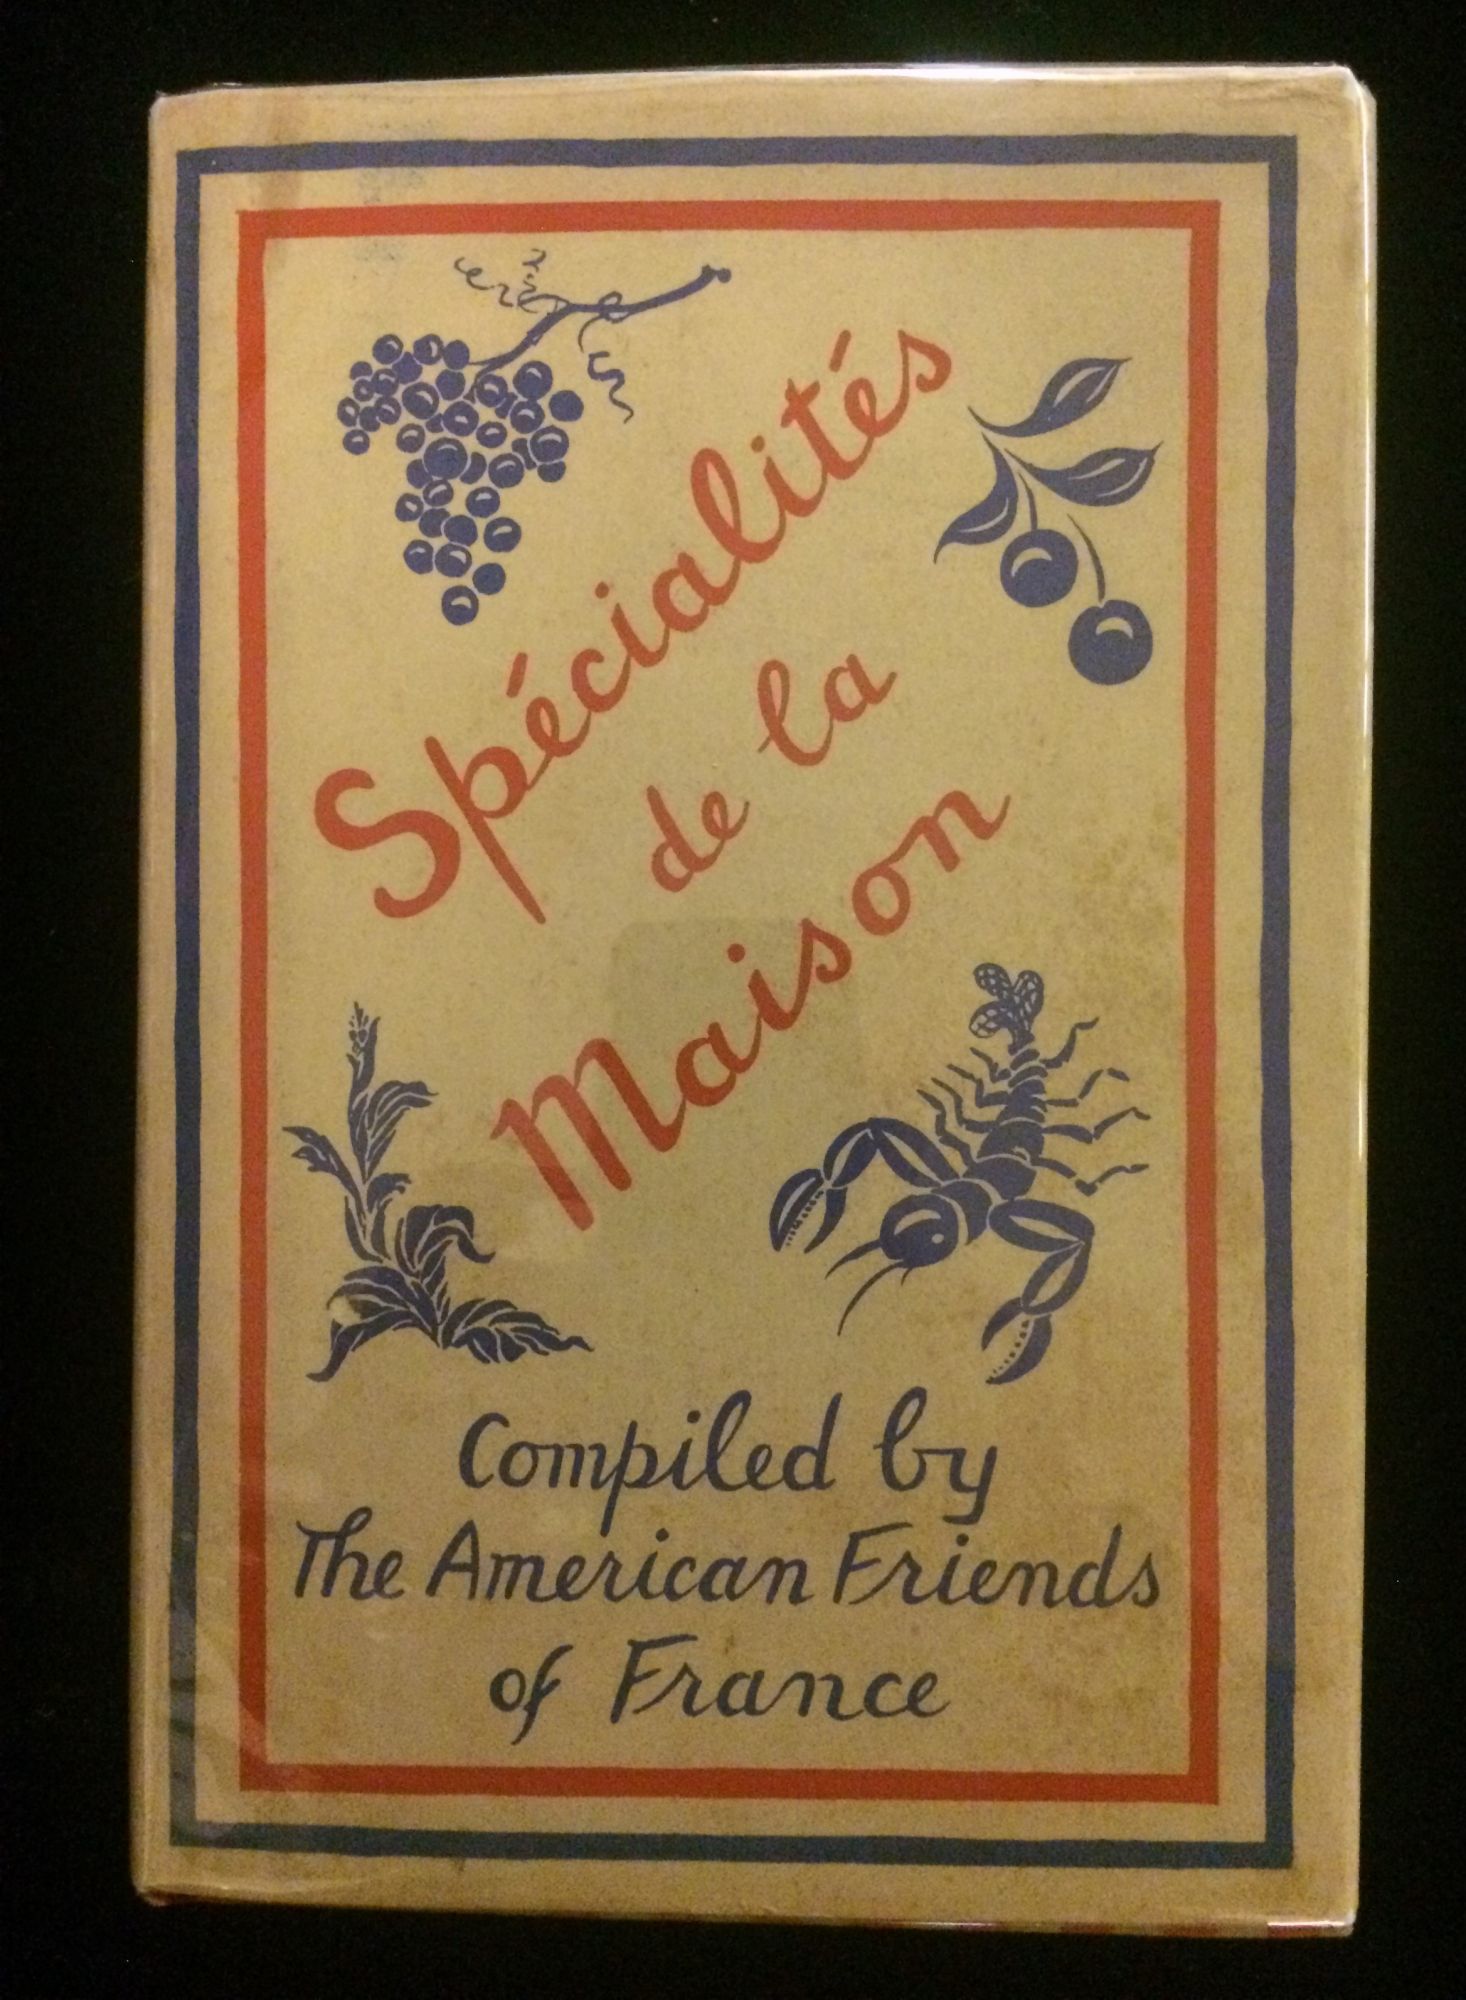 Spécialités
de la
Maison
Compiled by
The American Friends
of France